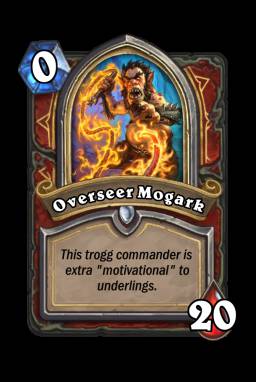 0
Overseer Mogark
This trogg commander is
extra "motivational" to
underlings.
20